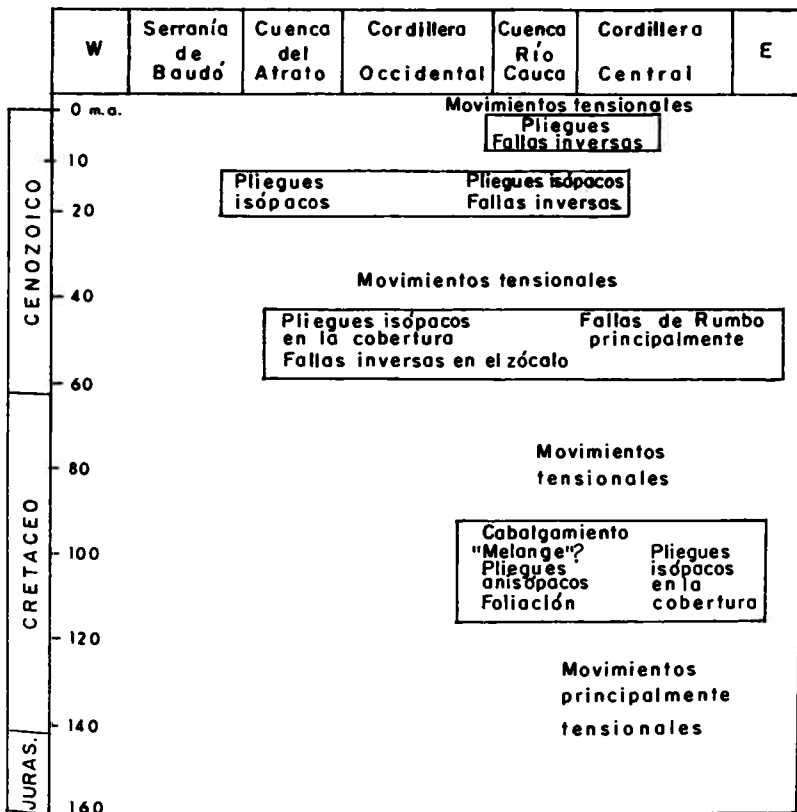 W
Serranía
de
Baudó
Cuenca
del
Atrato
Cordillera
Occidental
Cuenca
Río
Cauca
Cordillera
Central
E
0 m.a.
10
20
40
60
80
100
120
140
160
CENOZOICO
CRETACEO
JURAS.
Movimientos tensionales
Pliegues
Fallas inversas
Pliegues
isópacos
Pliegues isópacos
Fallas inversas
Movimientos tensionales
Pliegues isópacos
en la cobertura
Fallas inversas en el zócalo
Fallas de Rumbo
principalmente
Movimientos
tensionales
Cabalgamiento
"Melange"?
Pliegues
anisópacos
Foliación
Pliegues
isópacos
en la
cobertura
Movimientos
principalmente
tensionales